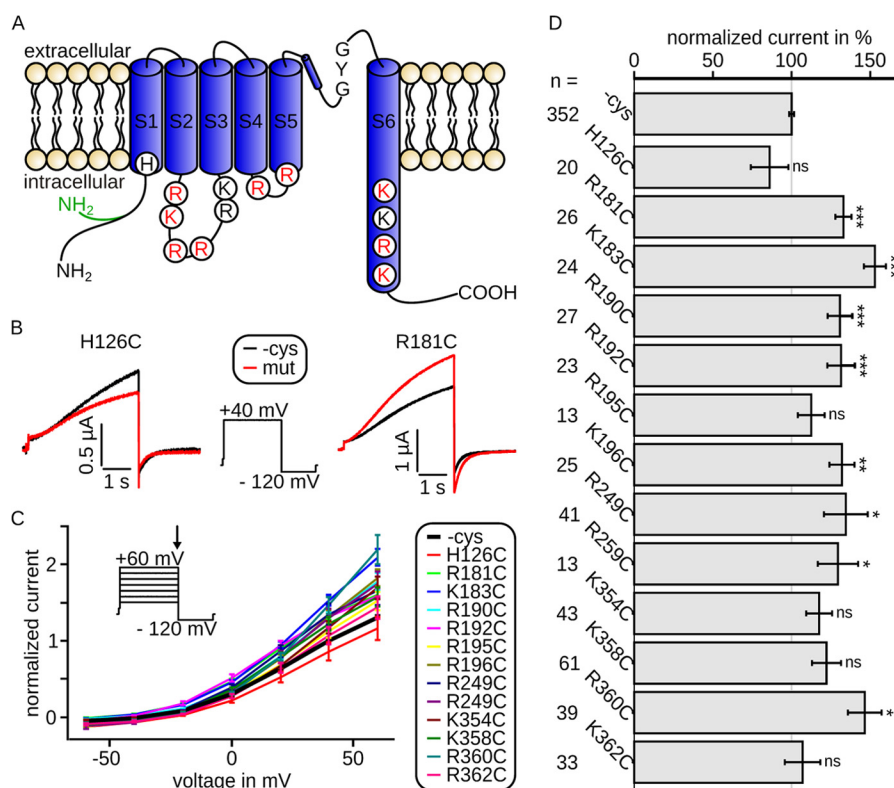 A
extracellular
intracellular
S1
S2
S3
S4
S5
S6
G
Y
G
H
R
K
R
R
K
R
R
R
K
K
R
K
NH₂
NH₂
COOH
B
H126C
-cys
mut
R181C
+40 mV
- 120 mV
0.5 µA
1 s
1 µA
1 s
C
normalized current
2
1
0
+60 mV
- 120 mV
-50
0
50
voltage in mV
-cys
H126C
R181C
K183C
R190C
R192C
R195C
R196C
R249C
R249C
K354C
K358C
R360C
R362C
D
normalized current in %
0
50
100
150
n =
352 -cys
20 H126C ns
26 R181C ***
24 K183C ***
27 R190C ***
23 R192C ***
13 R195C ns
25 K196C **
41 R249C *
13 R259C *
43 K354C ns
61 K358C ns
39 R360C *
33 K362C ns